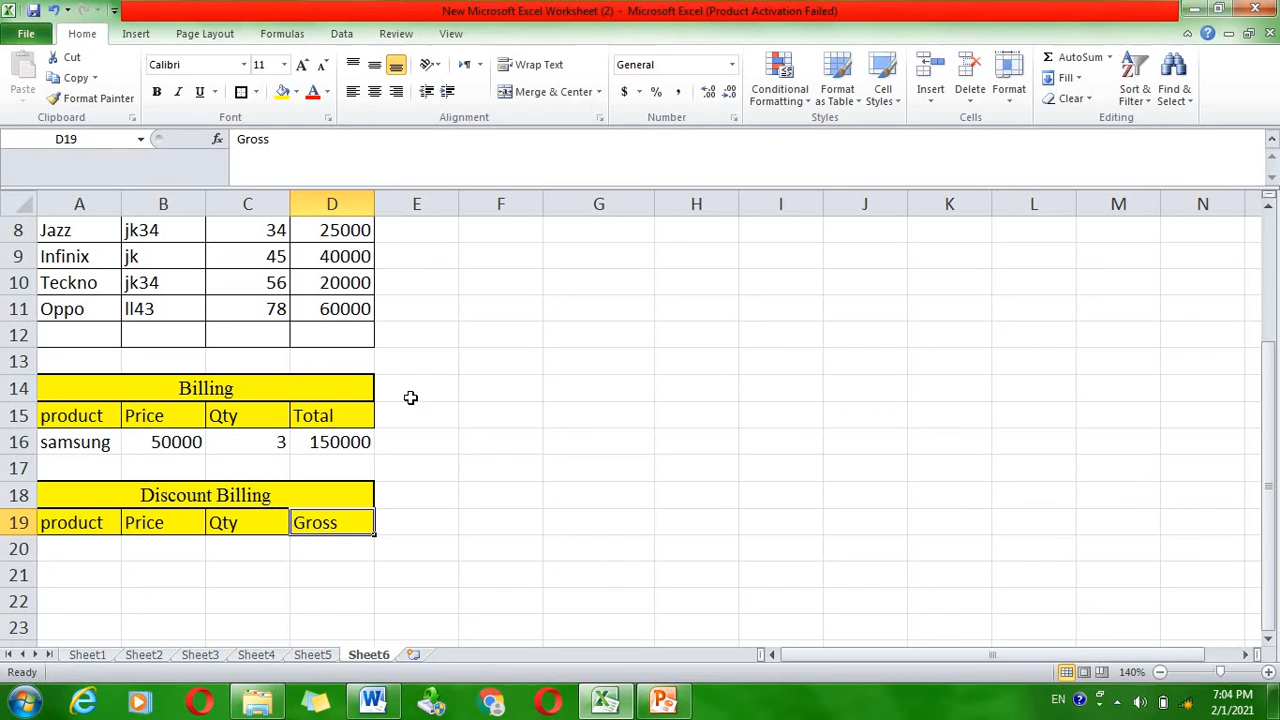 New Microsoft Excel Worksheet (2) - Microsoft Excel (Product Activation Failed)
File Home Insert Page Layout Formulas Data Review View
Paste
Cut
Copy
Format Painter
Clipboard
Calibri 11
B I U
Font
Wrap Text
Merge & Center
Alignment
General
$ % ,
Number
Conditional Formatting
Format as Table
Cell Styles
Styles
Insert Delete Format
Cells
AutoSum
Fill
Clear
Sort & Filter
Find & Select
Editing
D19 fx Gross
A B C D E F G H I J K L M N
8 Jazz jk34 34 25000
9 Infinix jk 45 40000
10 Teckno jk34 56 20000
11 Oppo ll43 78 60000
12
13
14 Billing
15 product Price Qty Total
16 samsung 50000 3 150000
17
18 Discount Billing
19 product Price Qty Gross
20
21
22
23
Sheet1 Sheet2 Sheet3 Sheet4 Sheet5 Sheet6
Ready 140%
EN 7:04 PM
2/1/2021